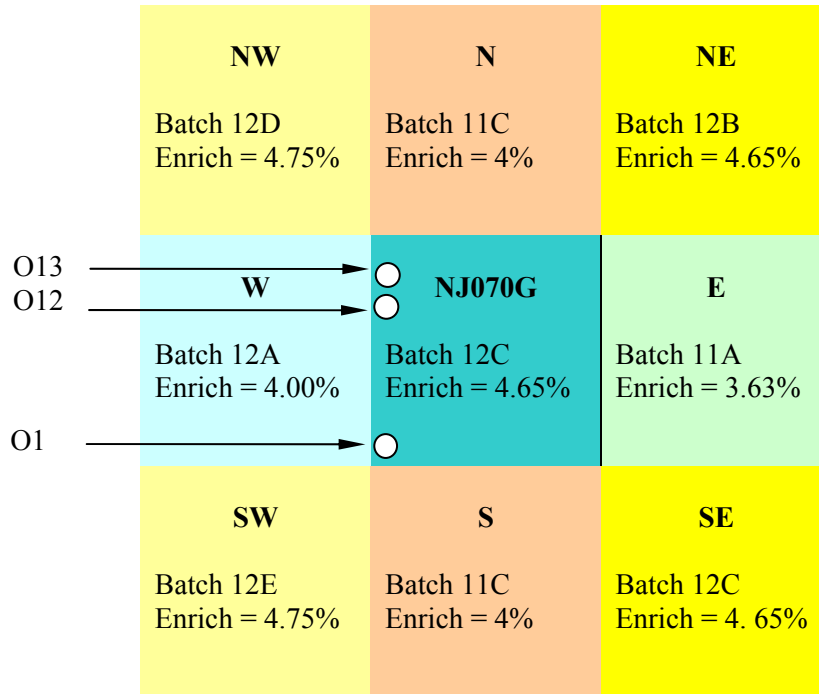 NW
Batch 12D
Enrich = 4.75%
N
Batch 11C
Enrich = 4%
NE
Batch 12B
Enrich = 4.65%
O13
O12
W
Batch 12A
Enrich = 4.00%
NJ070G
Batch 12C
Enrich = 4.65%
E
Batch 11A
Enrich = 3.63%
O1
SW
Batch 12E
Enrich = 4.75%
S
Batch 11C
Enrich = 4%
SE
Batch 12C
Enrich = 4. 65%